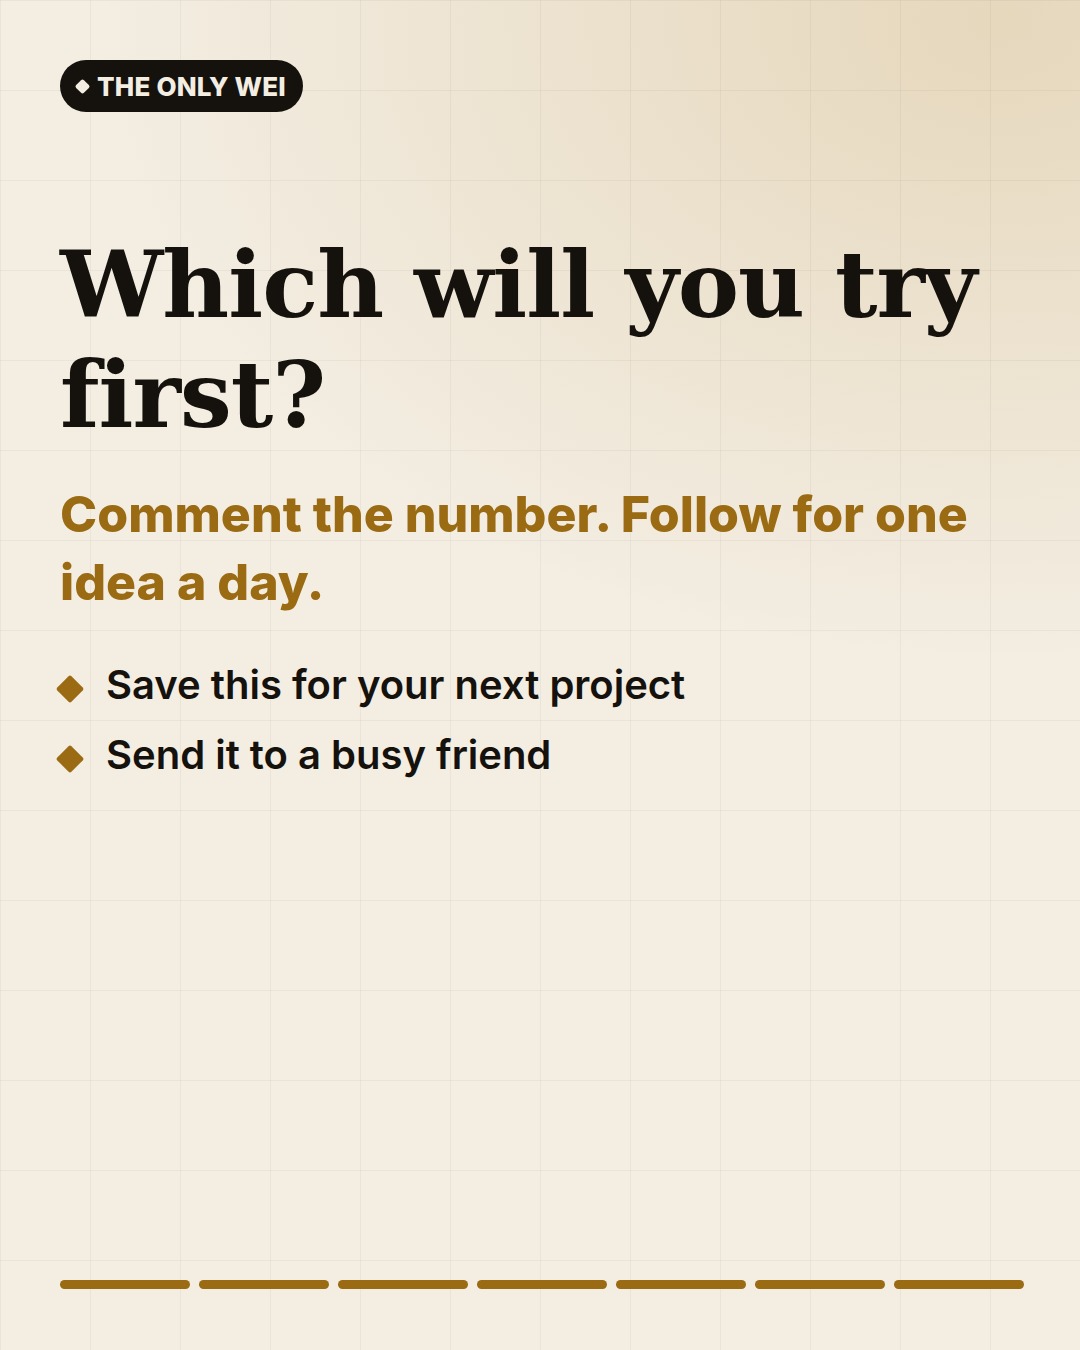 THE ONLY WEI
Which will you try
first?
Comment the number. Follow for one
idea a day.
Save this for your next project
Send it to a busy friend